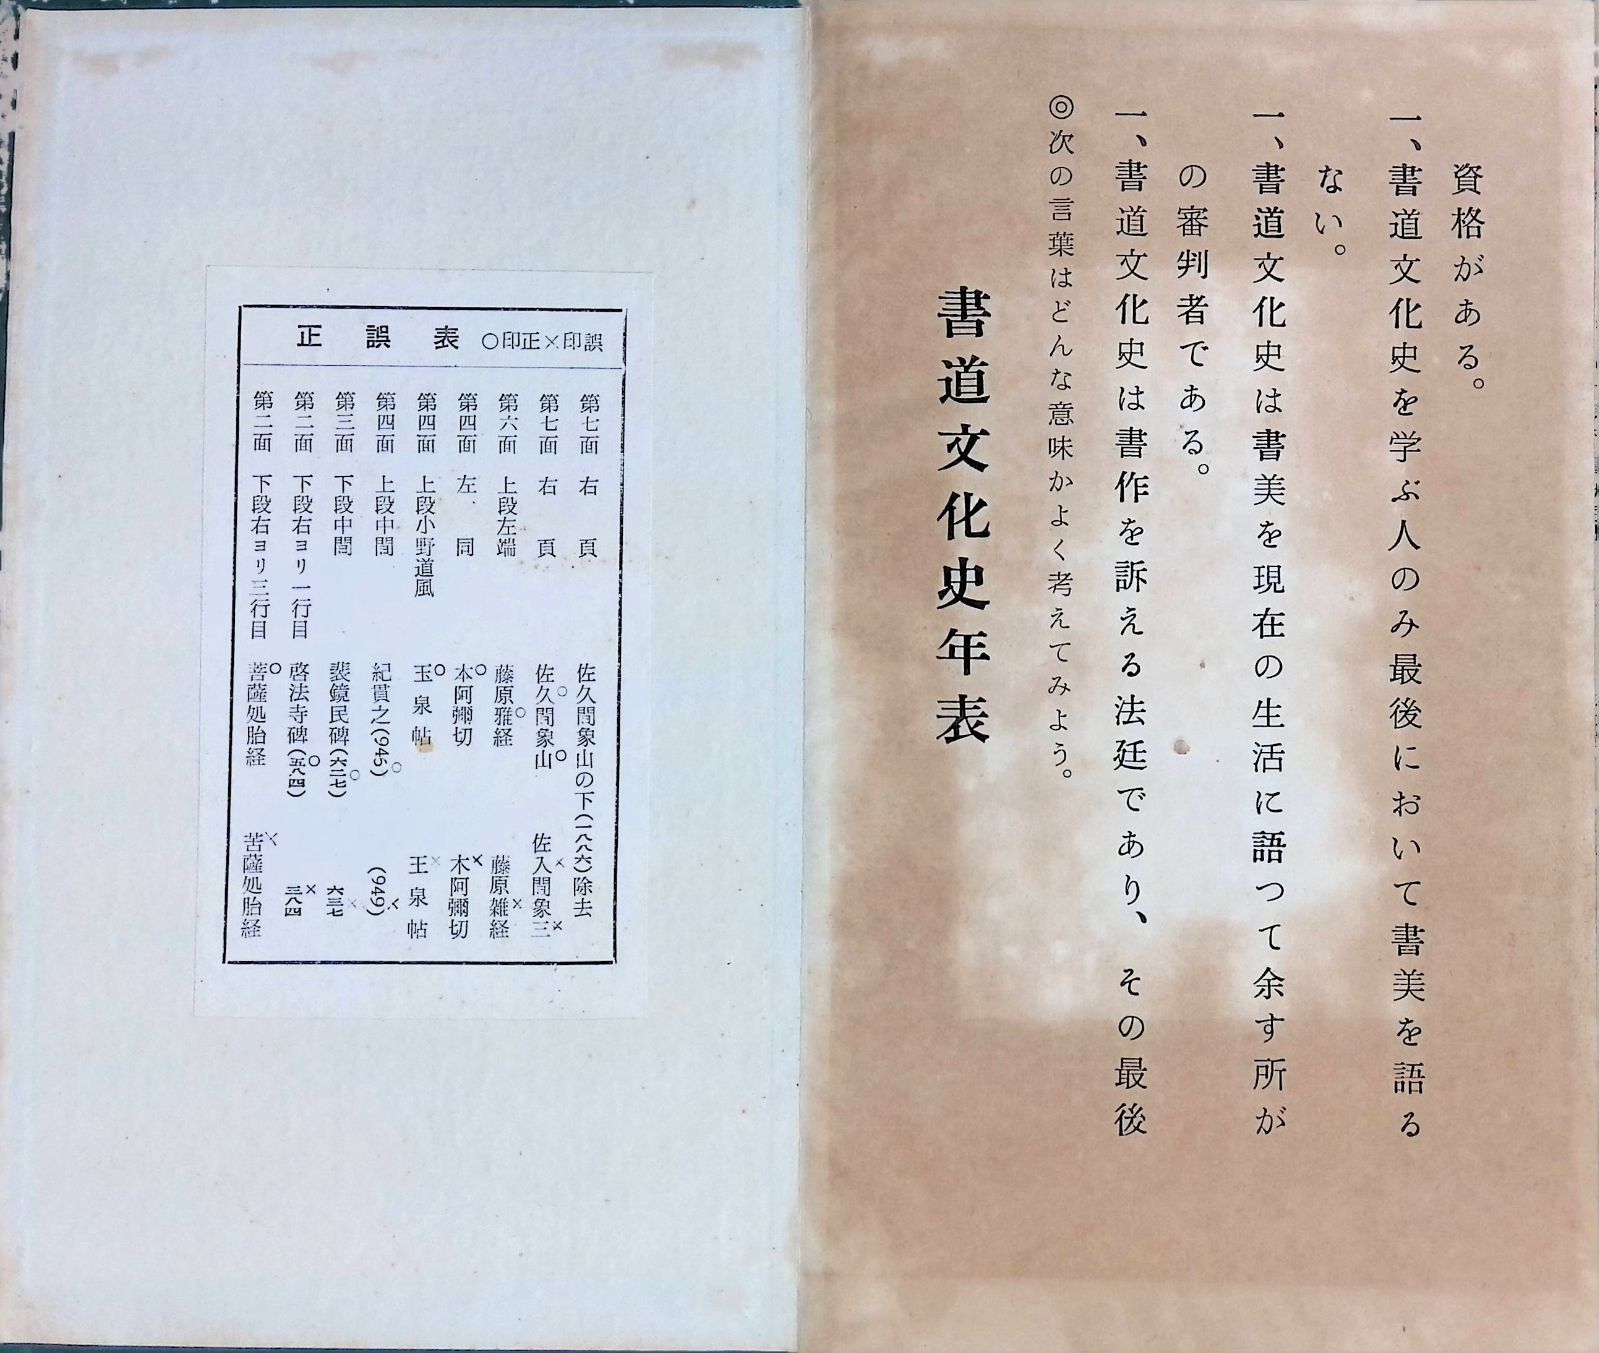 正 誤 表 ○印正×印誤
第二面 下段右ヨリ三行目 菩薩処胎経 苦薩処胎経
第二面 下段右ヨリ一行目 啓法寺碑(五八四) 三八四
第三面 下段中間 裴鏡民碑(六二七) 六三七
第四面 上段中間 紀貫之(945) (949)
第四面 上段小野道風 玉泉帖 王泉帖
第四面 左 同 本阿彌切 木阿彌切
第六面 上段左端 藤原雅経 藤原雑経
第七面 右頁 佐久間象山 佐入間象三
第七面 右頁 佐久間象山の下(一八八六)除去
書道文化史年表
◎次の言葉はどんな意味かよく考えてみよう。
一、書道文化史は書作を訴える法廷であり、その最後
の審判者である。
一、書道文化史は書美を現在の生活に語つて余す所が
ない。
一、書道文化史を学ぶ人のみ最後において書美を語る
資格がある。